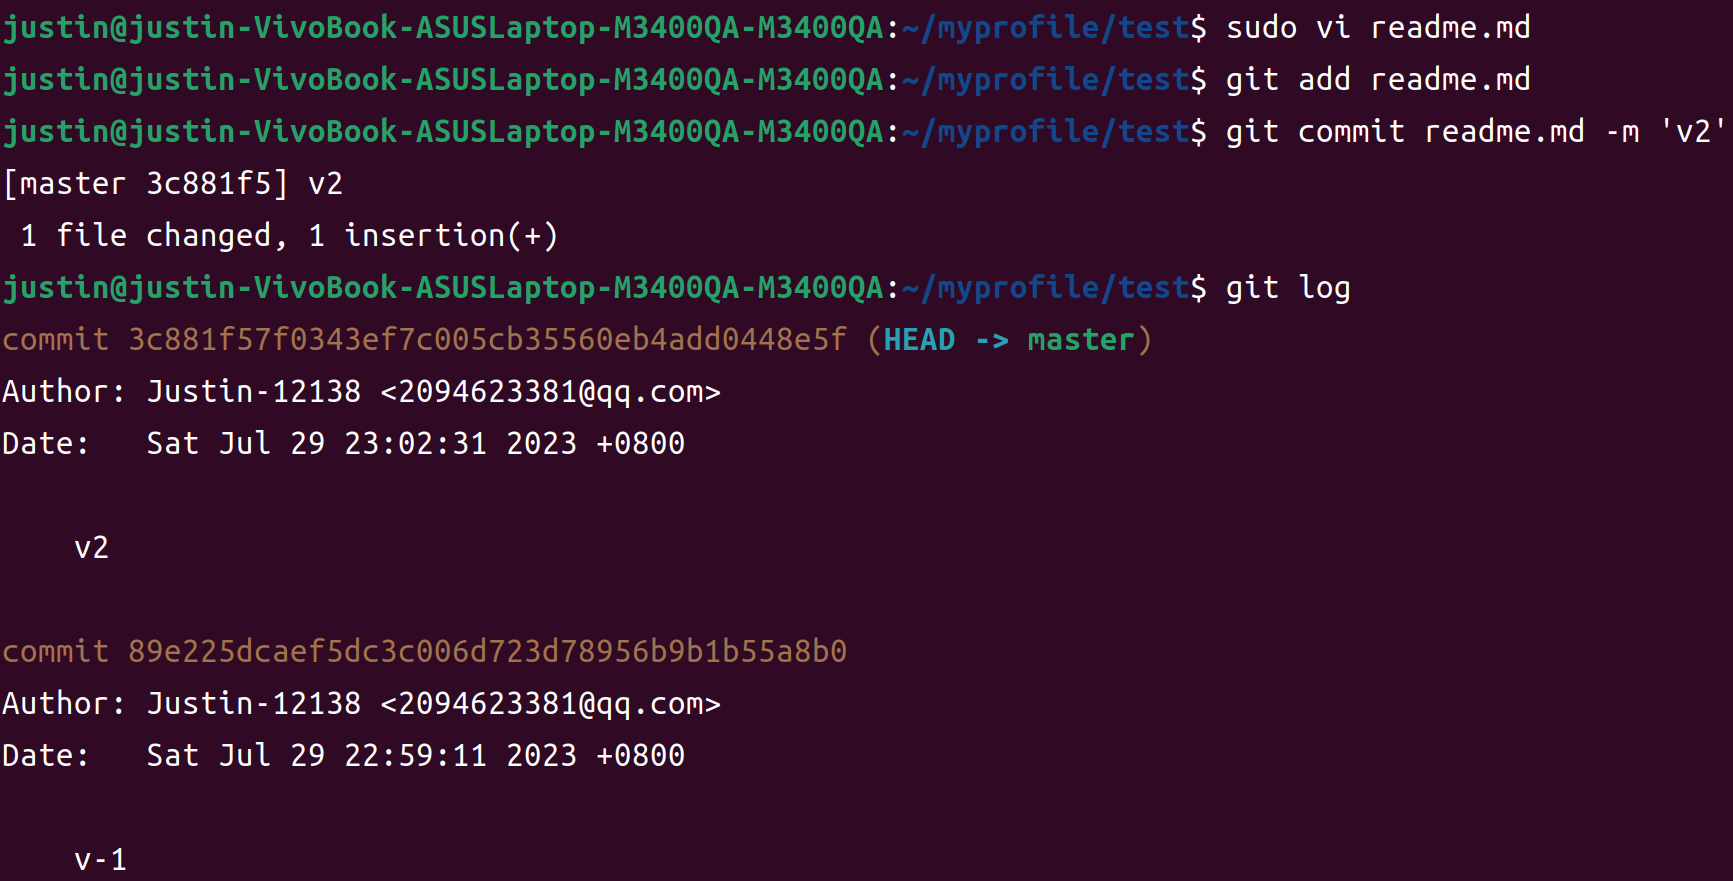 justin@justin-VivoBook-ASUSLaptop-M3400QA-M3400QA:~/myprofile/test$ sudo vi readme.md
justin@justin-VivoBook-ASUSLaptop-M3400QA-M3400QA:~/myprofile/test$ git add readme.md
justin@justin-VivoBook-ASUSLaptop-M3400QA-M3400QA:~/myprofile/test$ git commit readme.md -m 'v2'
[master 3c881f5] v2
 1 file changed, 1 insertion(+)
justin@justin-VivoBook-ASUSLaptop-M3400QA-M3400QA:~/myprofile/test$ git log
commit 3c881f57f0343ef7c005cb35560eb4add0448e5f (HEAD -> master)
Author: Justin-12138 <2094623381@qq.com>
Date:   Sat Jul 29 23:02:31 2023 +0800
    v2
commit 89e225dcaef5dc3c006d723d78956b9b1b55a8b0
Author: Justin-12138 <2094623381@qq.com>
Date:   Sat Jul 29 22:59:11 2023 +0800
    v-1